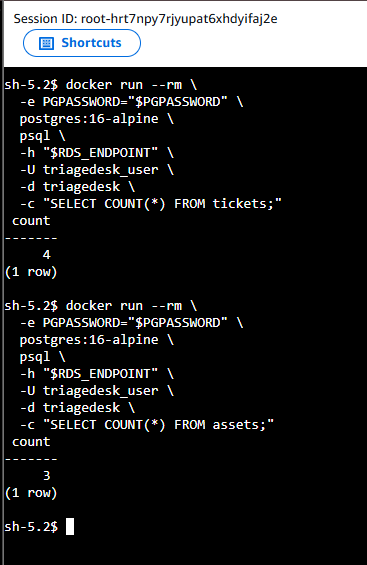 Session ID: root-hrt7npy7rjyupat6xhdyifaj2e
Shortcuts
sh-5.2$ docker run --rm \
  -e PGPASSWORD="$PGPASSWORD" \
  postgres:16-alpine \
  psql \
  -h "$RDS_ENDPOINT" \
  -U triagedesk_user \
  -d triagedesk \
  -c "SELECT COUNT(*) FROM tickets;"
 count
-------
     4
(1 row)

sh-5.2$ docker run --rm \
  -e PGPASSWORD="$PGPASSWORD" \
  postgres:16-alpine \
  psql \
  -h "$RDS_ENDPOINT" \
  -U triagedesk_user \
  -d triagedesk \
  -c "SELECT COUNT(*) FROM assets;"
 count
-------
     3
(1 row)

sh-5.2$